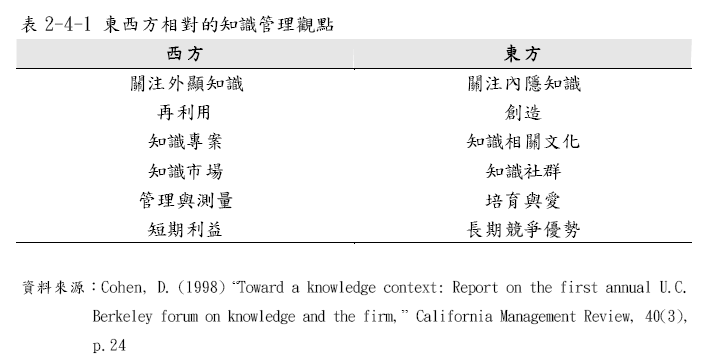 表 2-4-1 東西方相對的知識管理觀點
西方 東方
關注外顯知識 關注內隱知識
再利用 創造
知識專案 知識相關文化
知識市場 知識社群
管理與測量 培育與愛
短期利益 長期競爭優勢
資料來源：Cohen, D. (1998) “Toward a knowledge context: Report on the first annual U.C.
Berkeley forum on knowledge and the firm,” California Management Review, 40(3),
p.24